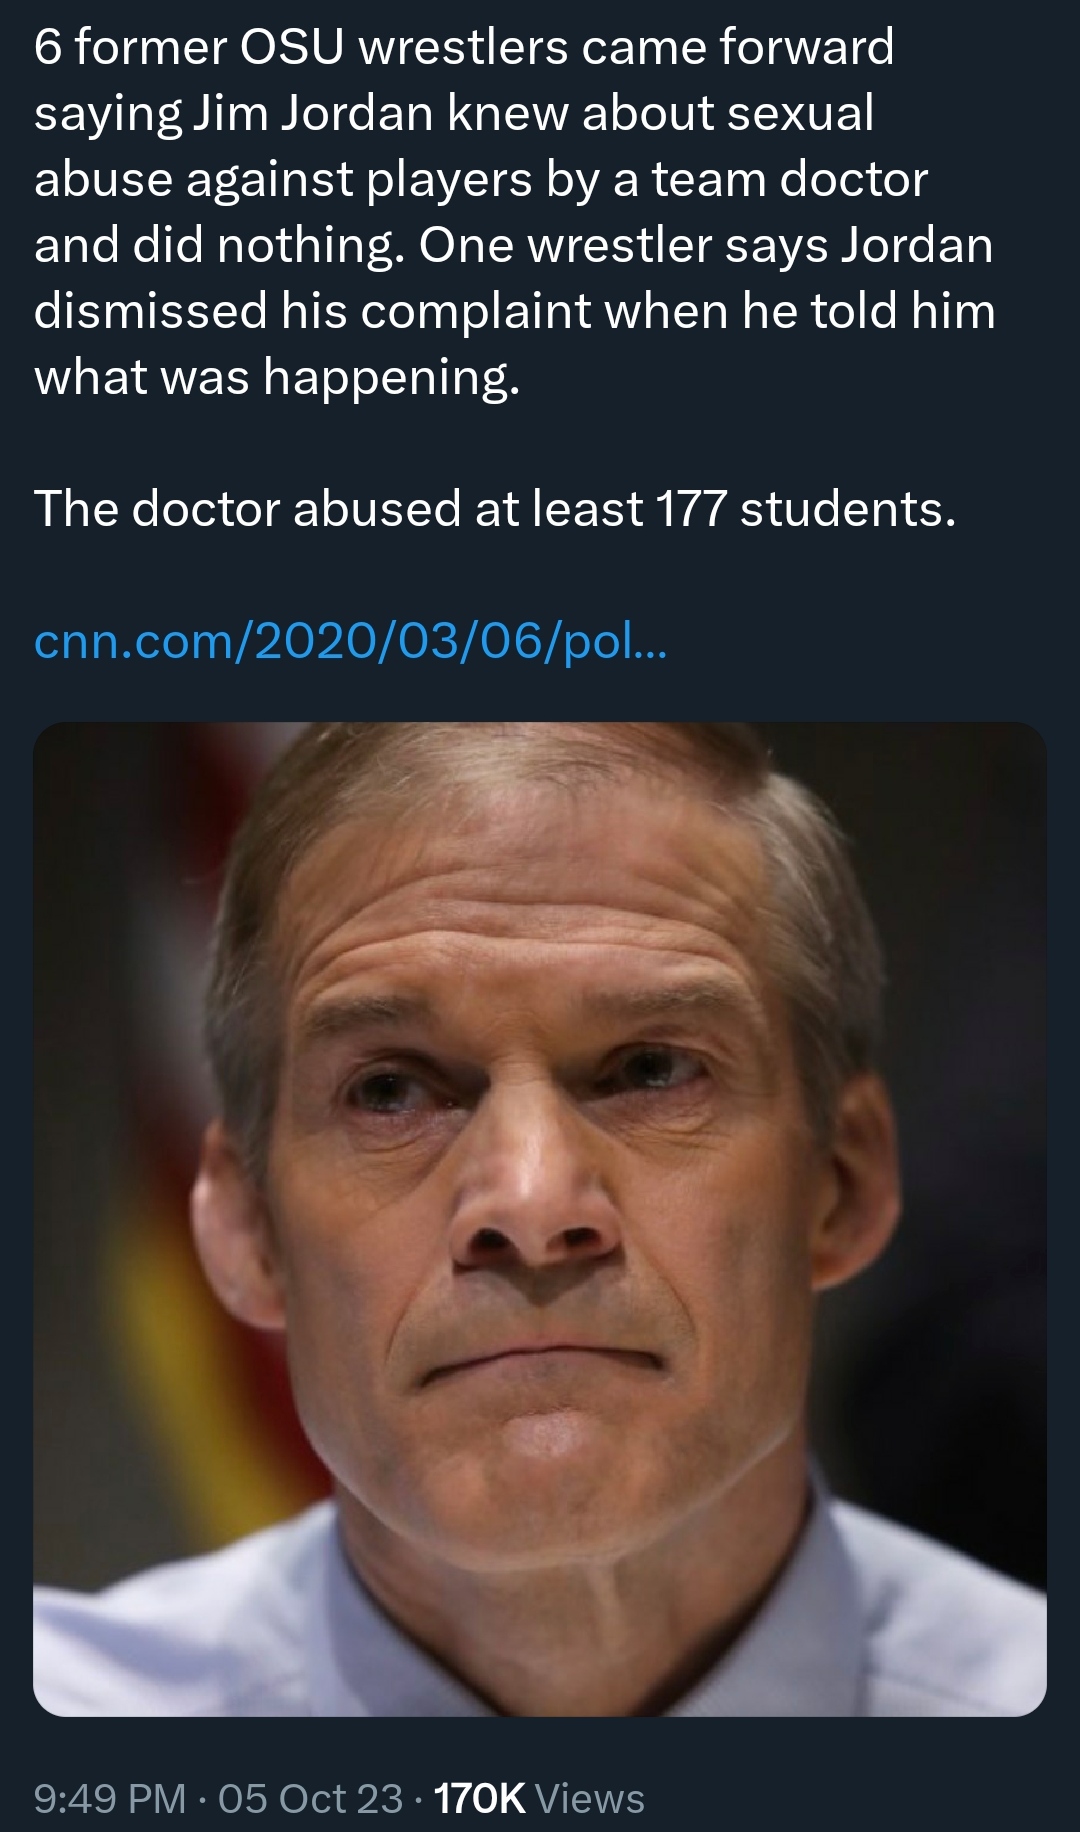 6 former OSU wrestlers came forward
saying Jim Jordan knew about sexual
abuse against players by a team doctor
and did nothing. One wrestler says Jordan
dismissed his complaint when he told him
what was happening.
The doctor abused at least 177 students.
cnn.com/2020/03/06/pol...
9:49 PM · 05 Oct 23 · 170K Views